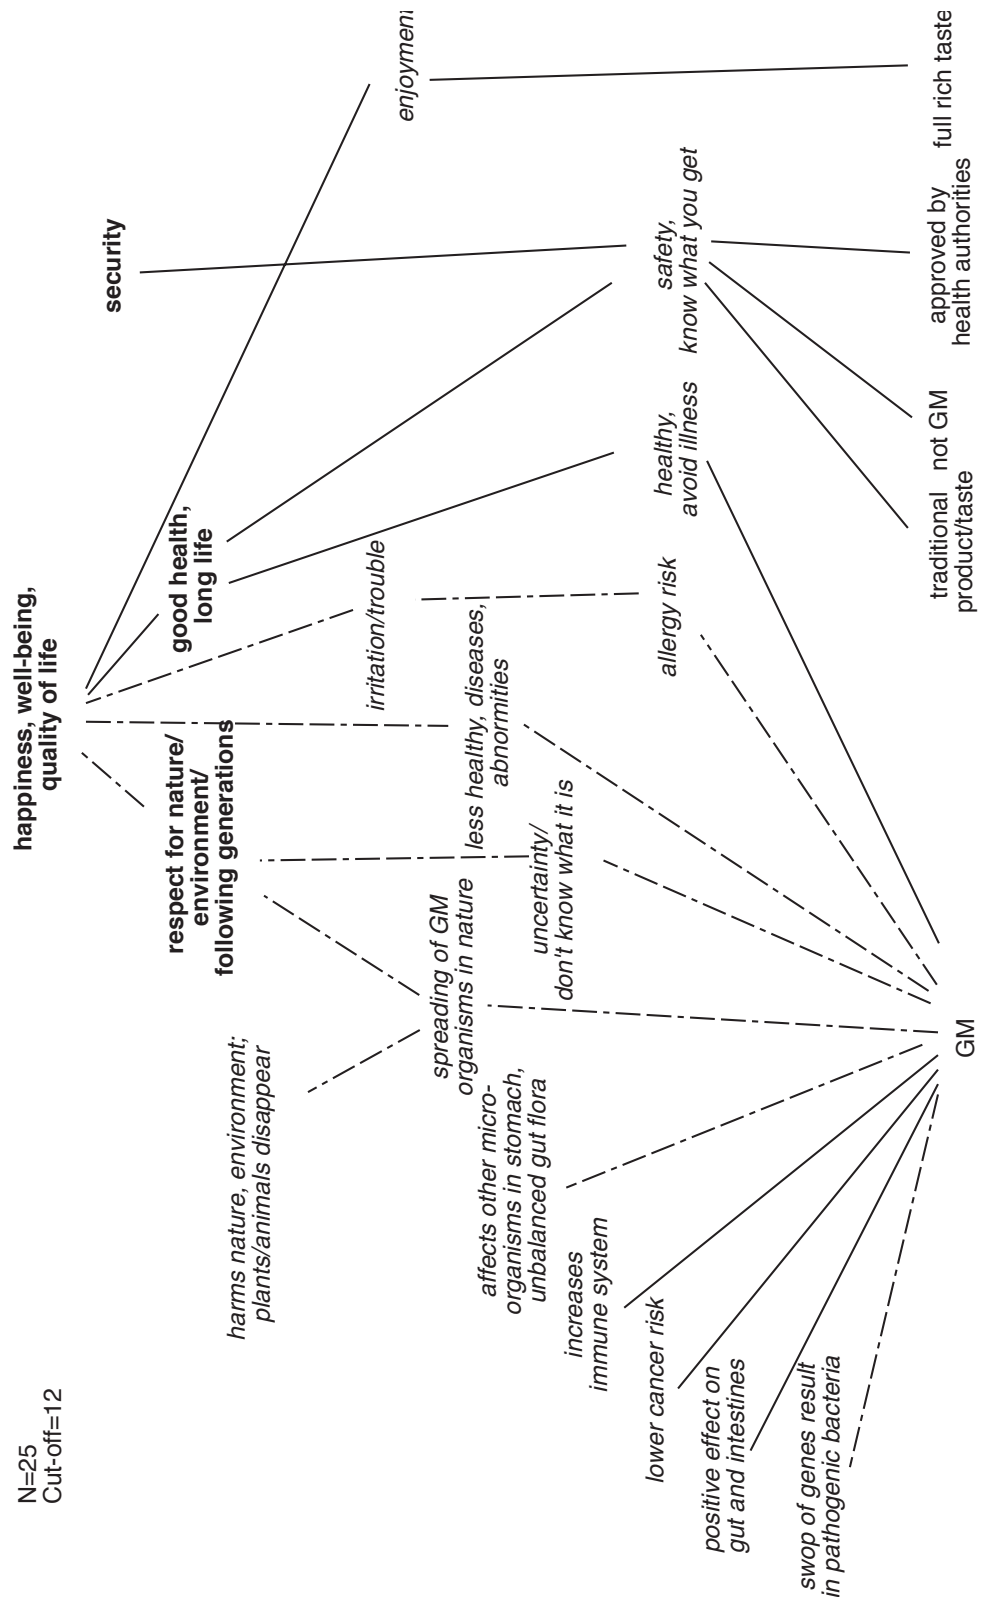 N=25
Cut-off=12
happiness, well-being,
quality of life
security
good health,
long life
respect for nature/
environment/
following generations
harms nature, environment;
plants/animals disappear
irritation/trouble
enjoyment
spreading of GM
organisms in nature
less healthy, diseases,
abnormities
affects other micro-
organisms in stomach,
unbalanced gut flora
uncertainty/
don't know what it is
increases
immune system
lower cancer risk
allergy risk
healthy,
avoid illness
safety,
know what you get
positive effect on
gut and intestines
swop of genes result
in pathogenic bacteria
GM
traditional
product/taste
not GM
approved by
health authorities
full rich taste